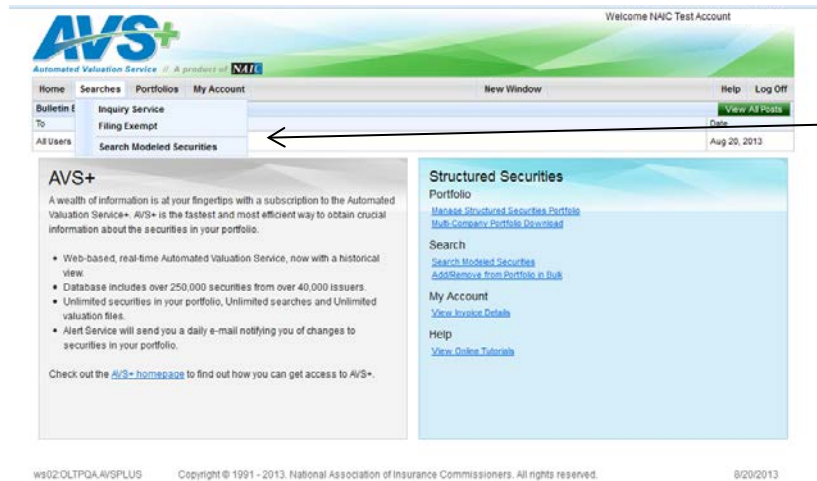 Welcome NAIC Test Account
AVS+
Automated Valuation Service // A product of NAIC
Home Searches Portfolios My Account New Window Help Log Off
Bulletin B View All Posts
To Date
All Users Aug 20, 2013
Inquiry Service
Filing Exempt
Search Modeled Securities
AVS+
A wealth of information is at your fingertips with a subscription to the Automated
Valuation Service+. AVS+ is the fastest and most efficient way to obtain crucial
information about the securities in your portfolio.
• Web-based, real-time Automated Valuation Service, now with a historical
view.
• Database includes over 250,000 securities from over 40,000 issuers.
• Unlimited securities in your portfolio, Unlimited searches and Unlimited
valuation files.
• Alert Service will send you a daily e-mail notifying you of changes to
securities in your portfolio.
Check out the AVS+ homepage to find out how you can get access to AVS+.
Structured Securities
Portfolio
Manage Structured Securities Portfolio
Multi-Company Portfolio Download
Search
Search Modeled Securities
Add/Remove from Portfolio in Bulk
My Account
View Invoice Details
Help
View Online Tutorials
ws02:OLTPQA.AVSPLUS Copyright © 1991 - 2013. National Association of Insurance Commissioners. All rights reserved. 8/20/2013